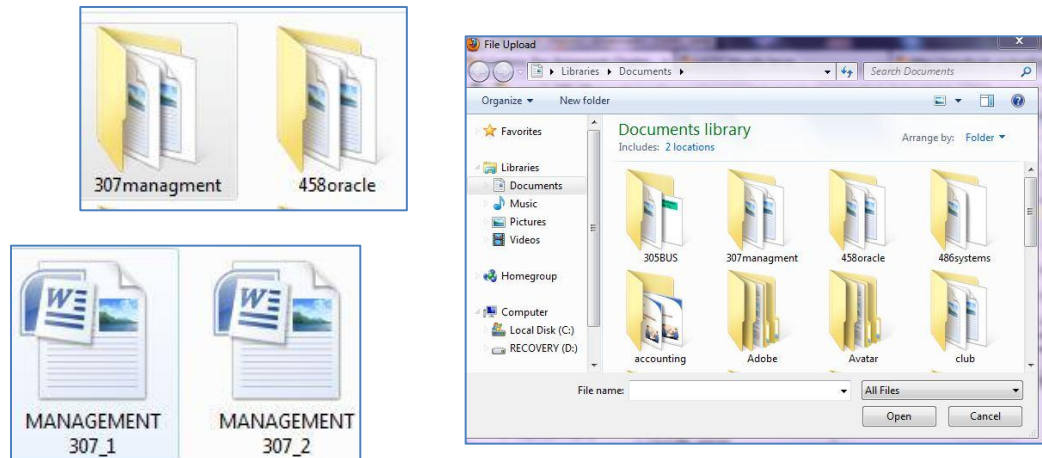 307managment 458oracle
MANAGEMENT 307_1
MANAGEMENT 307_2
File Upload
Libraries Documents
Search Documents
Organize New folder
Favorites
Libraries
Documents
Music
Pictures
Videos
Homegroup
Computer
Local Disk (C:)
RECOVERY (D:)
Documents library
Includes: 2 locations
Arrange by: Folder
305BUS 307managment 458oracle 486systems
accounting Adobe Avatar club
File name:
All Files
Open Cancel